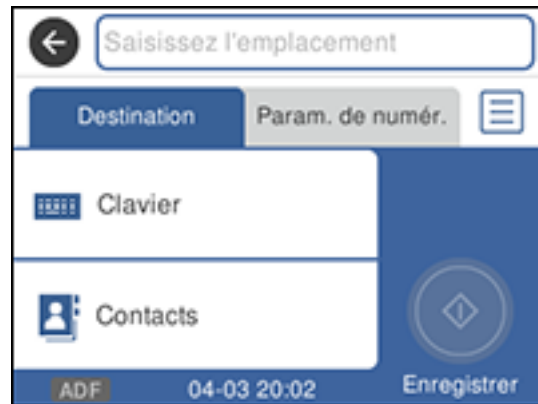 Saisissez l'emplacement
Destination
Param. de numér.
Clavier
Contacts
ADF
04-03 20:02
Enregistrer